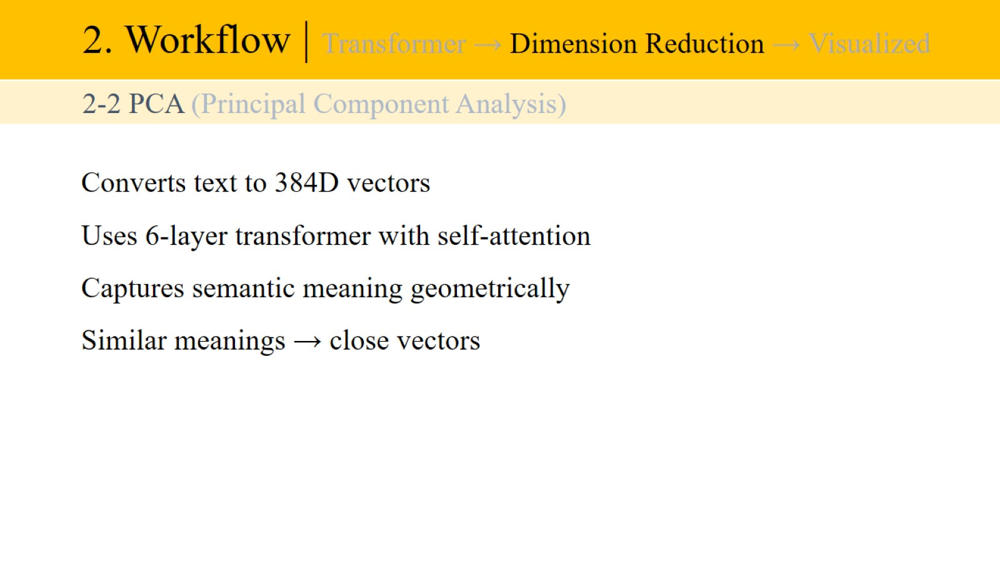 2. Workflow | Transformer → Dimension Reduction → Visualized
2-2 PCA (Principal Component Analysis)
Converts text to 384D vectors
Uses 6-layer transformer with self-attention
Captures semantic meaning geometrically
Similar meanings → close vectors